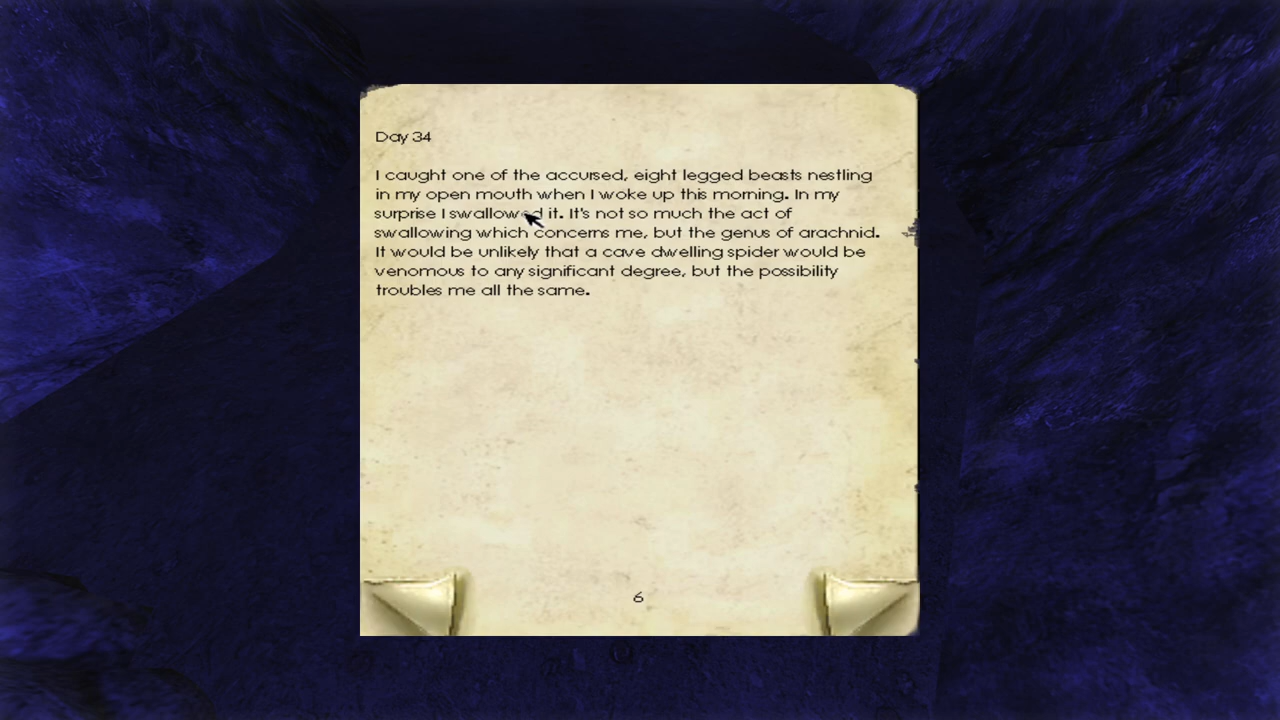 Day 34
I caught one of the accursed, eight legged beasts nestling
in my open mouth when I woke up this morning. In my
surprise I swallowed it. It's not so much the act of
swallowing which concerns me, but the genus of arachnid.
It would be unlikely that a cave dwelling spider would be
venomous to any significant degree, but the possibility
troubles me all the same.
6